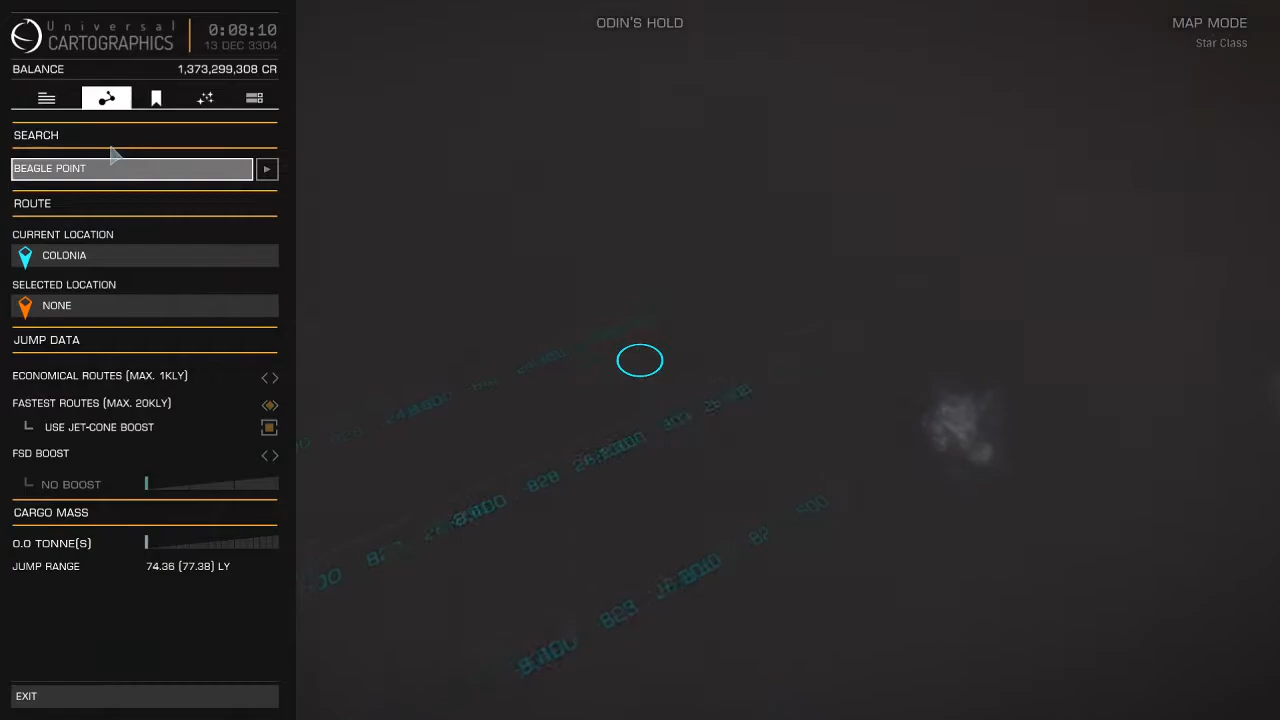 Universal
CARTOGRAPHICS
0:08:10
13 DEC 3304
BALANCE 1,373,299,308 CR
SEARCH
BEAGLE POINT
ROUTE
CURRENT LOCATION
COLONIA
SELECTED LOCATION
NONE
JUMP DATA
ECONOMICAL ROUTES (MAX. 1KLY)
FASTEST ROUTES (MAX. 20KLY)
USE JET-CONE BOOST
FSD BOOST
NO BOOST
CARGO MASS
0.0 TONNE(S)
JUMP RANGE 74.36 (77.38) LY
EXIT
ODIN'S HOLD
MAP MODE
Star Class